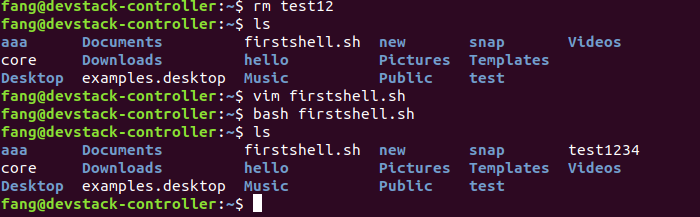 fang@devstack-controller:~$ rm test12
fang@devstack-controller:~$ ls
aaa Documents firstshell.sh new snap Videos
core Downloads hello Pictures Templates
Desktop examples.desktop Music Public test
fang@devstack-controller:~$ vim firstshell.sh
fang@devstack-controller:~$ bash firstshell.sh
fang@devstack-controller:~$ ls
aaa Documents firstshell.sh new snap test1234
core Downloads hello Pictures Templates Videos
Desktop examples.desktop Music Public test
fang@devstack-controller:~$